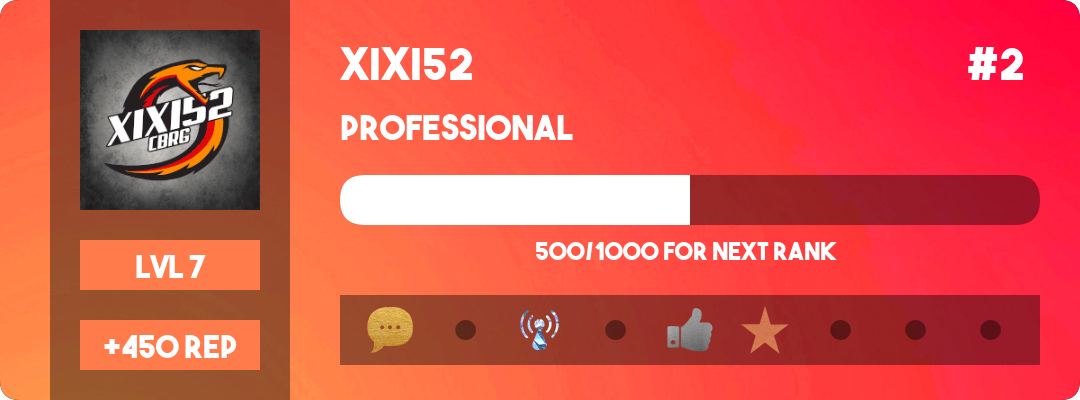 XIXI52
CBRG
LVL 7
+450 REP
XIXI52
#2
PROFESSIONAL
500/1000 FOR NEXT RANK